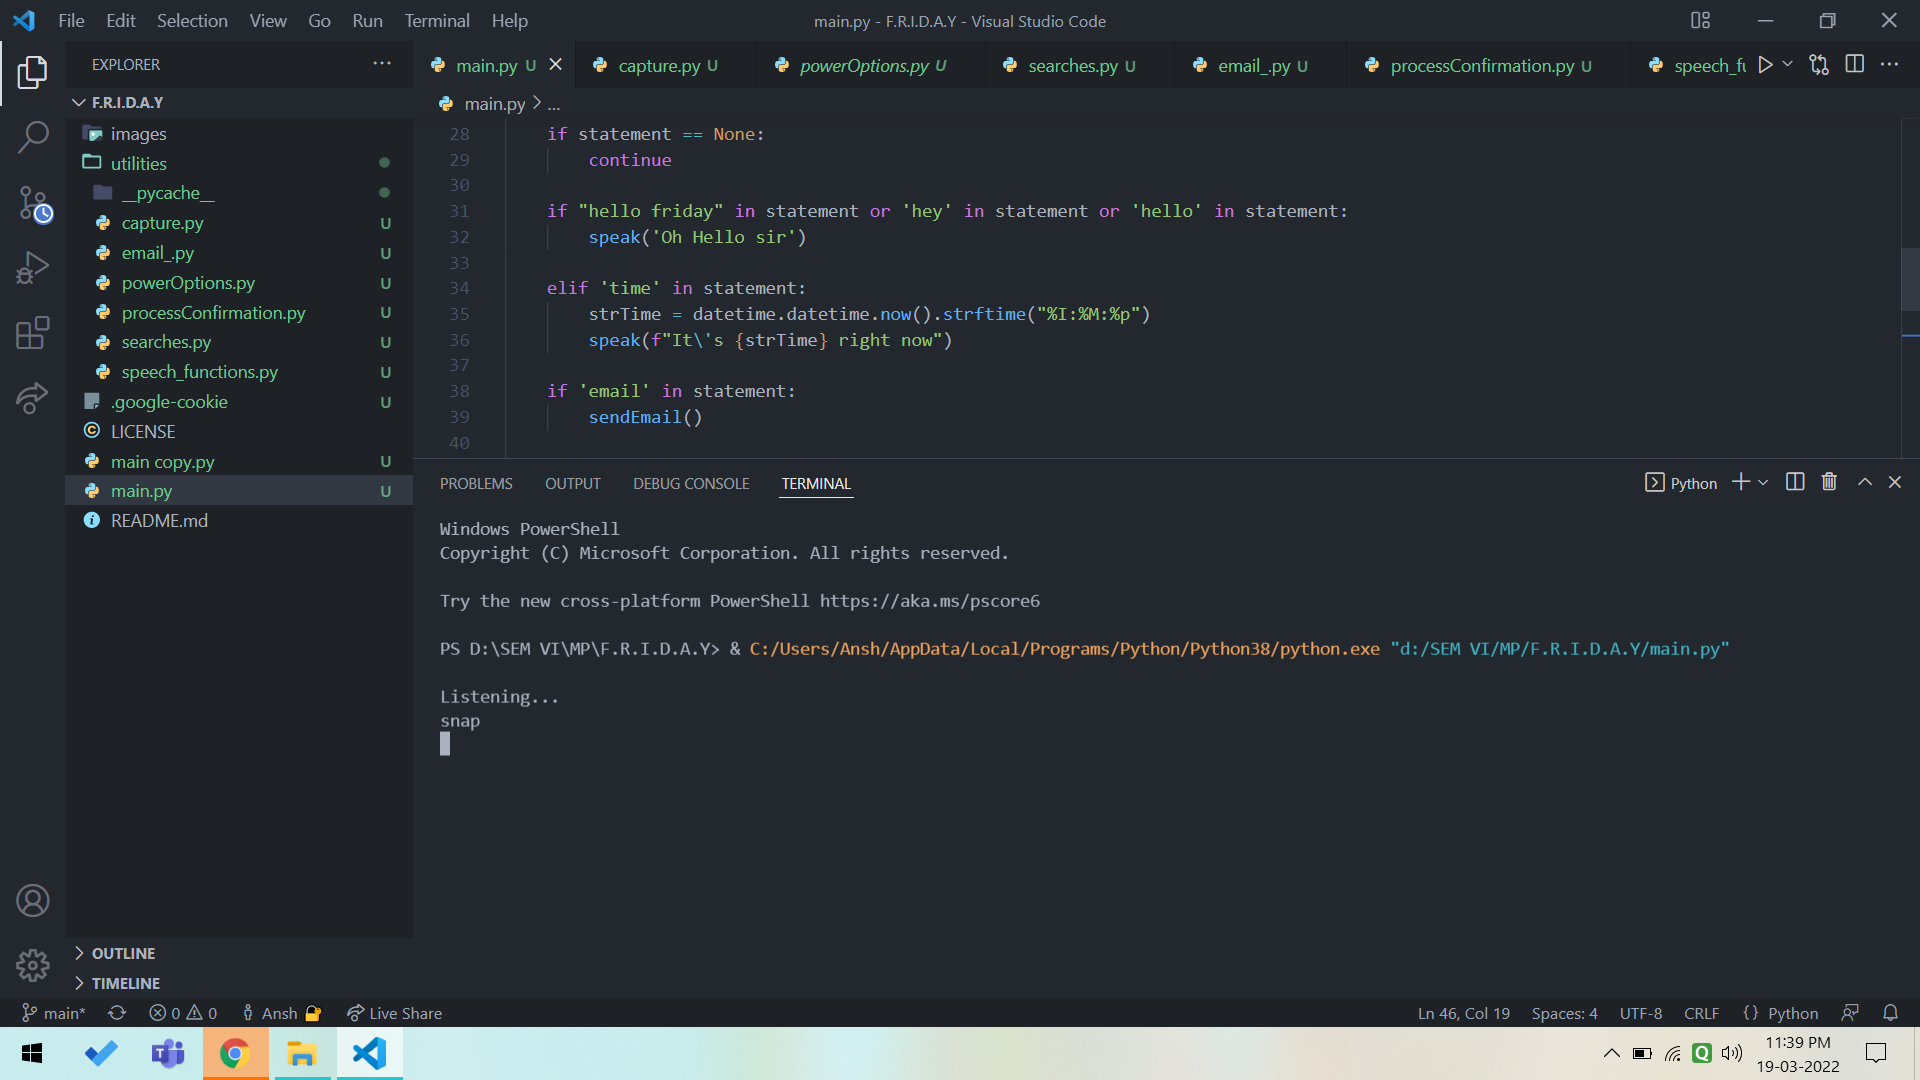 File Edit Selection View Go Run Terminal Help
main.py - F.R.I.D.A.Y - Visual Studio Code
EXPLORER
F.R.I.D.A.Y
images
utilities
__pycache__
capture.py U
email_.py U
powerOptions.py U
processConfirmation.py U
searches.py U
speech_functions.py U
.google-cookie U
LICENSE
main copy.py U
main.py U
README.md
OUTLINE
TIMELINE
main.py U capture.py U powerOptions.py U searches.py U email_.py U processConfirmation.py U speech_fu
main.py > ...
28 if statement == None:
29 continue
30
31 if "hello friday" in statement or 'hey' in statement or 'hello' in statement:
32 speak('Oh Hello sir')
33
34 elif 'time' in statement:
35 strTime = datetime.datetime.now().strftime("%I:%M:%p")
36 speak(f"It\'s {strTime} right now")
37
38 if 'email' in statement:
39 sendEmail()
40
PROBLEMS OUTPUT DEBUG CONSOLE TERMINAL
Python
Windows PowerShell
Copyright (C) Microsoft Corporation. All rights reserved.
Try the new cross-platform PowerShell https://aka.ms/pscore6
PS D:\SEM VI\MP\F.R.I.D.A.Y> & C:/Users/Ansh/AppData/Local/Programs/Python/Python38/python.exe "d:/SEM VI/MP/F.R.I.D.A.Y/main.py"
Listening...
snap
main* 0 0 Ansh Live Share
Ln 46, Col 19 Spaces: 4 UTF-8 CRLF {} Python
11:39 PM
19-03-2022